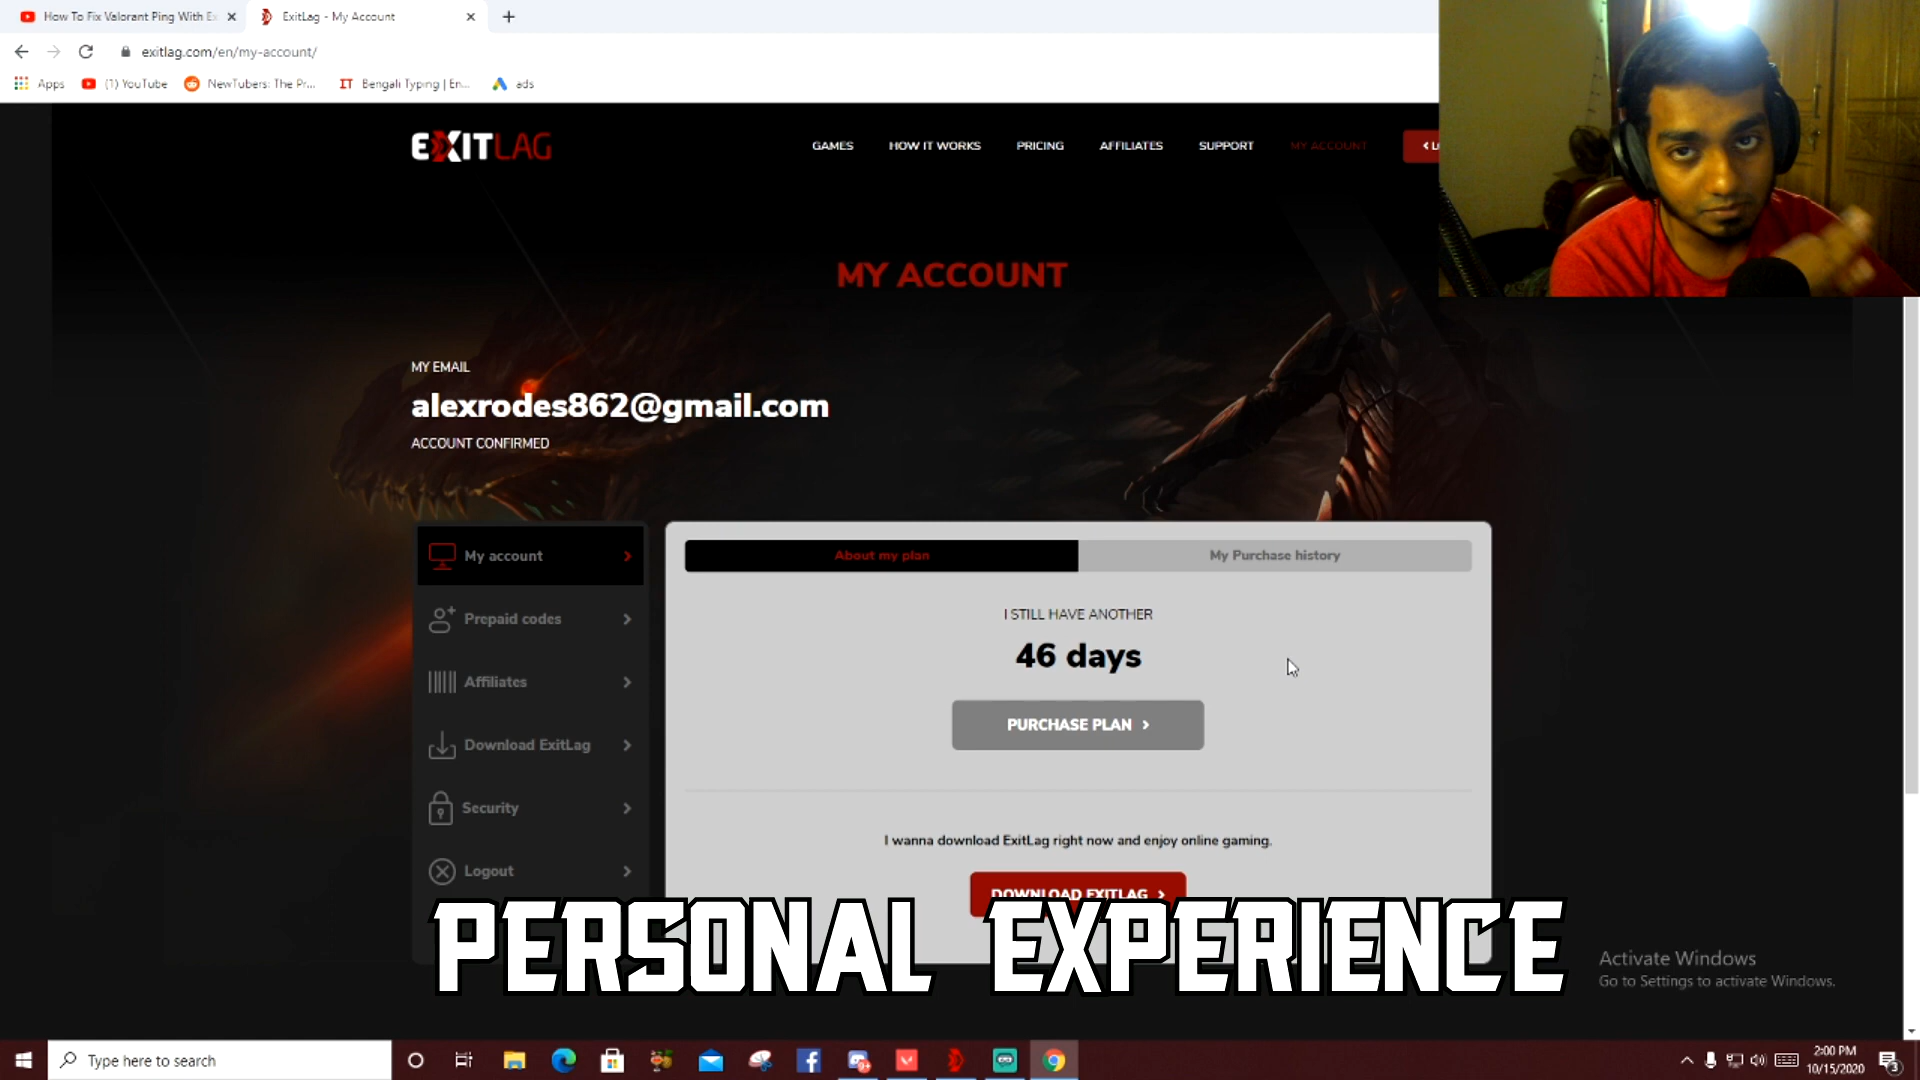 How To Fix Valorant Ping With Ex
ExitLag - My Account
exitlag.com/en/my-account/
Apps
(1) YouTube
NewTubers: The Pr...
IT Bengali Typing | En...
ads
EXITLAG
GAMES
HOW IT WORKS
PRICING
AFFILIATES
SUPPORT
MY ACCOUNT
MY ACCOUNT
MY EMAIL
alexrodes862@gmail.com
ACCOUNT CONFIRMED
My account
Prepaid codes
Affiliates
Download ExitLag
Security
Logout
About my plan
My Purchase history
I STILL HAVE ANOTHER
46 days
PURCHASE PLAN
I wanna download ExitLag right now and enjoy online gaming.
DOWNLOAD EXITLAG
PERSONAL EXPERIENCE
Activate Windows
Go to Settings to activate Windows.
Type here to search
2:00 PM
10/15/2020
3